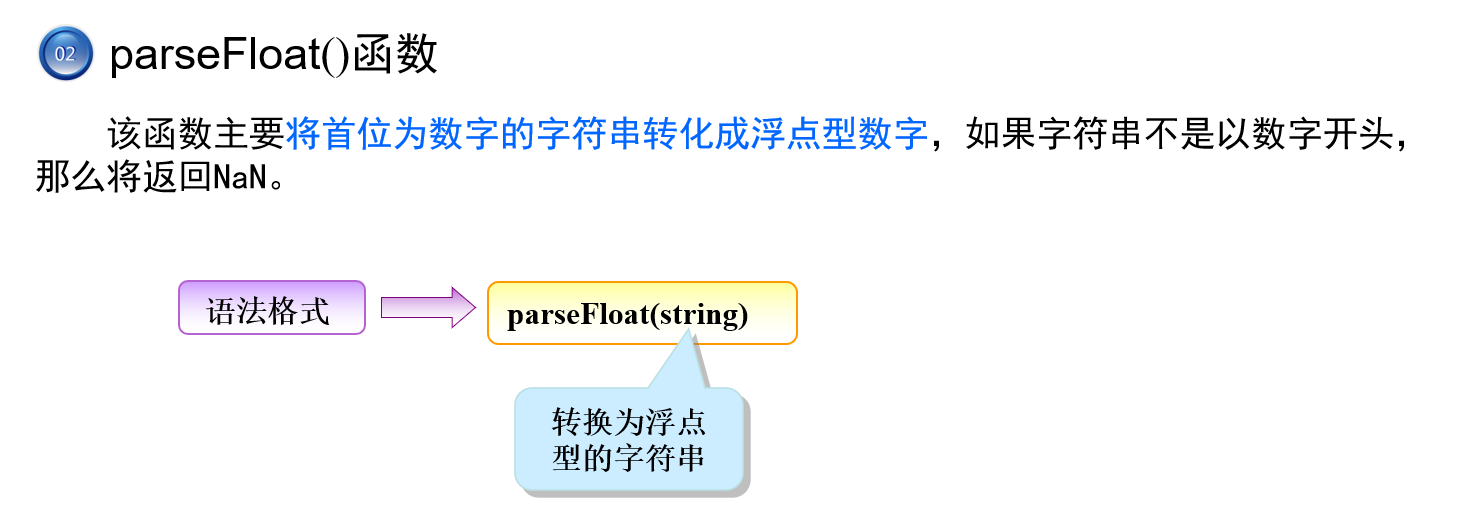 02 parseFloat()函数
该函数主要将首位为数字的字符串转化成浮点型数字，如果字符串不是以数字开头，
那么将返回NaN。
语法格式
parseFloat(string)
转换为浮点
型的字符串